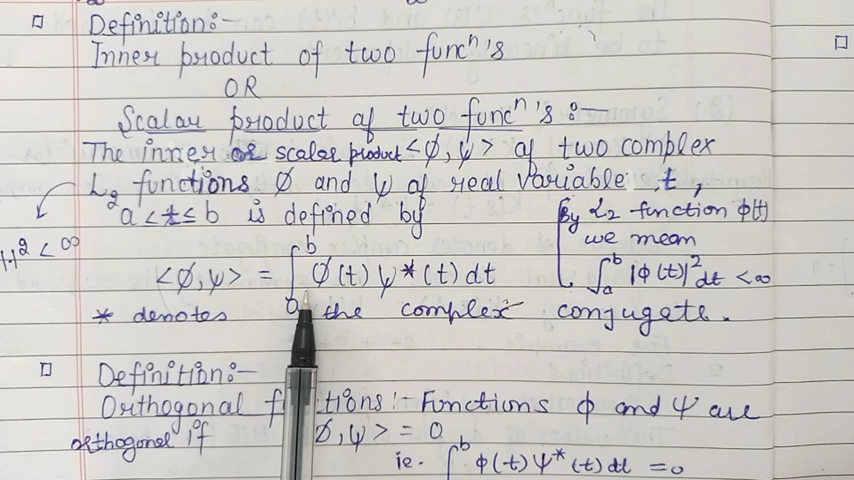 Definition:-
Inner product of two funcⁿ's
OR
Scalar product of two funcⁿ's :-
The inner or scalar product <ϕ, ψ> of two complex
L₂ functions ϕ and ψ of real variable t,
a < t ≤ b is defined by
By L₂ - function ϕ(t)
we mean
∫ₐᵇ |ϕ(t)|² dt < ∞
² < ∞
<ϕ, ψ> = ∫ₐᵇ ϕ(t) ψ*(t) dt
* denotes the complex conjugate.
Definition:-
Orthogonal :- Functions ϕ and ψ are
orthogonal if ϕ, ψ> = 0
ie. ∫ᵇ ϕ(t) ψ*(t) dt = 0